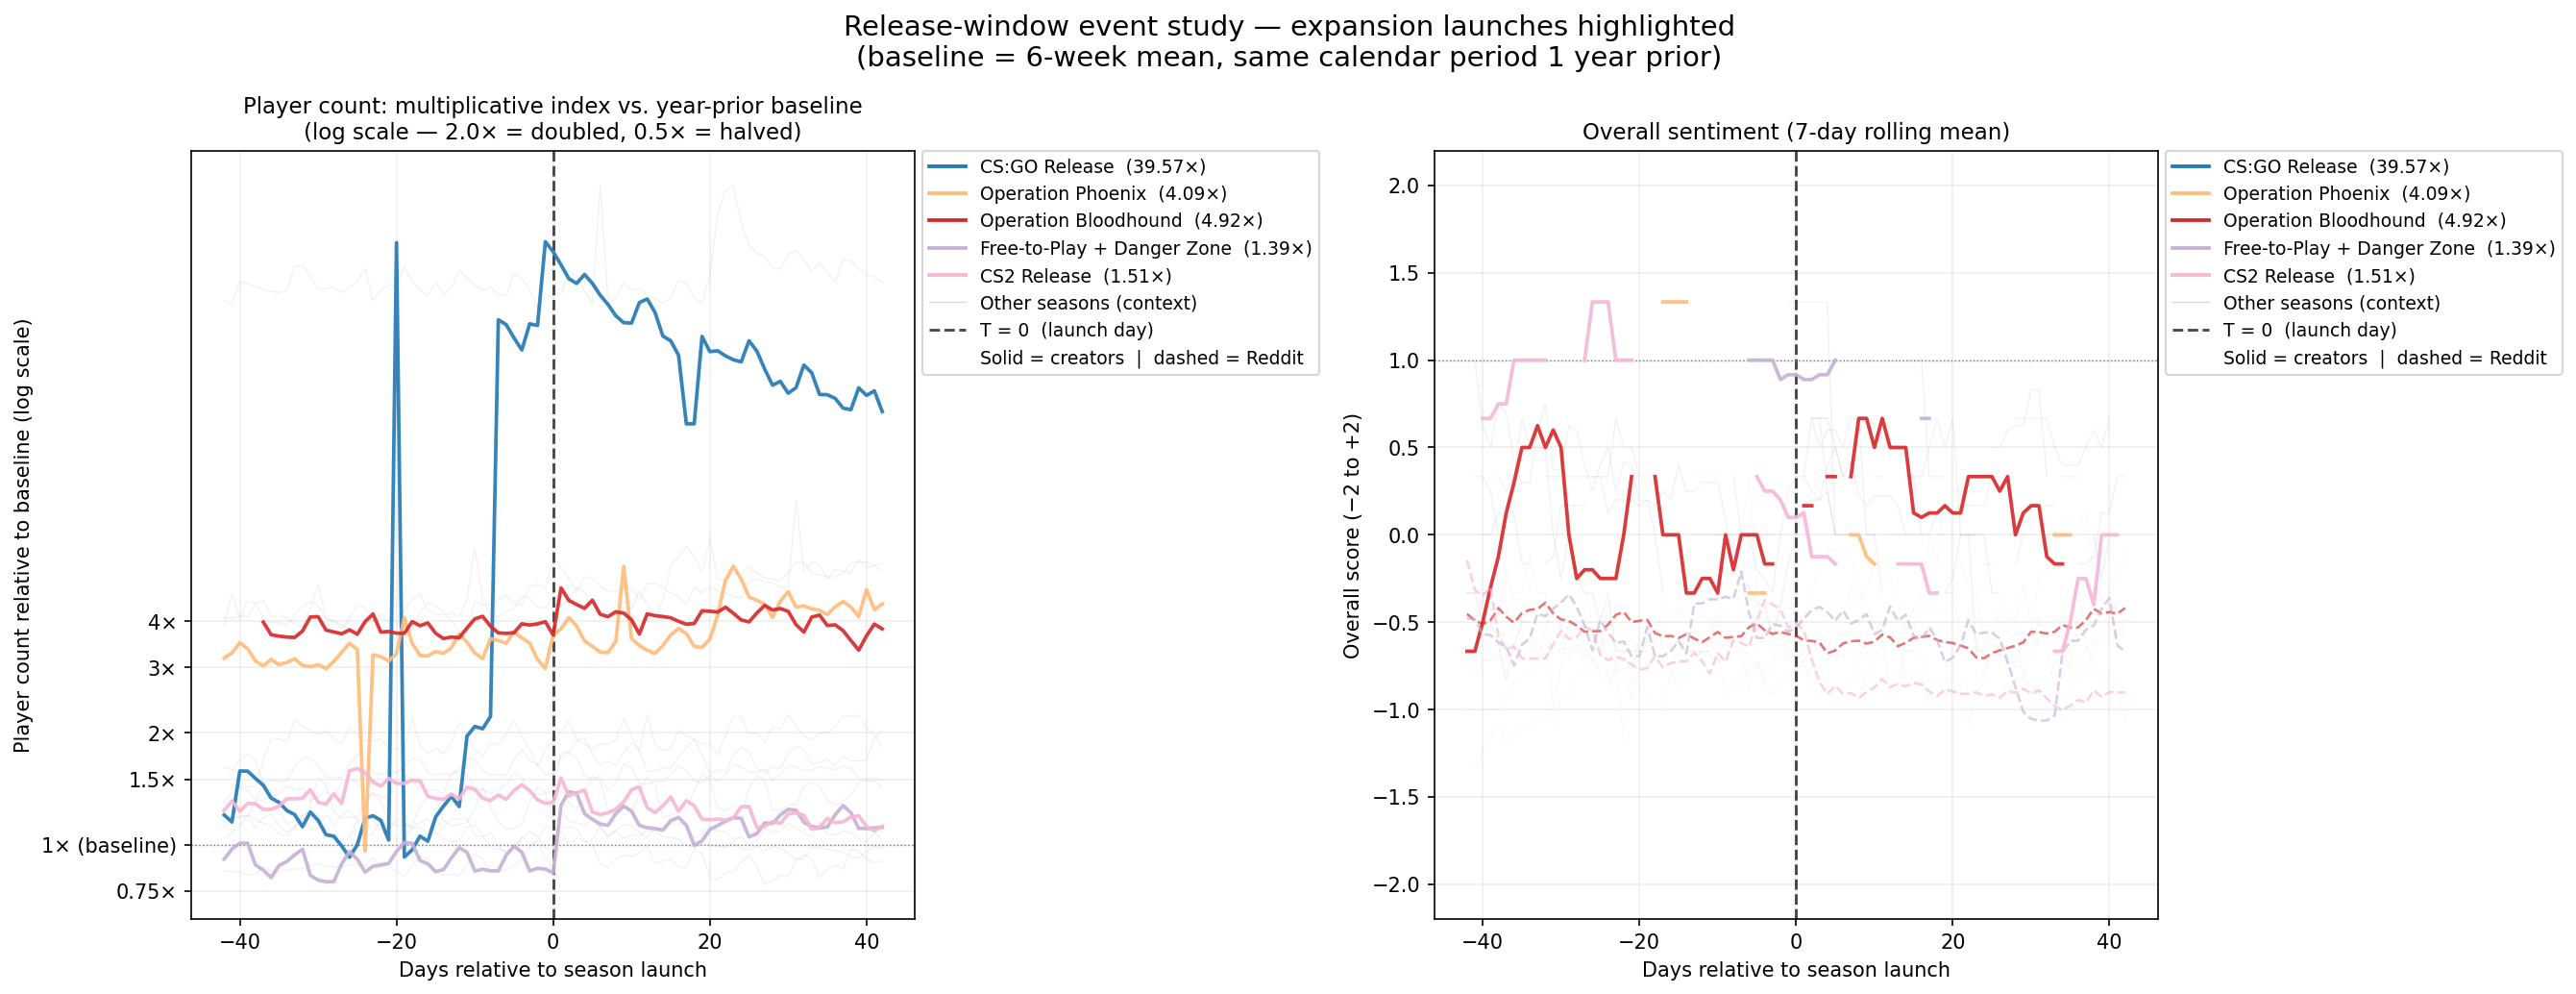 Release-window event study — expansion launches highlighted
(baseline = 6-week mean, same calendar period 1 year prior)
Player count: multiplicative index vs. year-prior baseline
(log scale — 2.0× = doubled, 0.5× = halved)
Player count relative to baseline (log scale)
4×
3×
2×
1.5×
1× (baseline)
0.75×
−40
−20
0
20
40
Days relative to season launch
CS:GO Release (39.57×)
Operation Phoenix (4.09×)
Operation Bloodhound (4.92×)
Free-to-Play + Danger Zone (1.39×)
CS2 Release (1.51×)
Other seasons (context)
T = 0 (launch day)
Solid = creators | dashed = Reddit
Overall sentiment (7-day rolling mean)
Overall score (−2 to +2)
2.0
1.5
1.0
0.5
0.0
−0.5
−1.0
−1.5
−2.0
−40
−20
0
20
40
Days relative to season launch
CS:GO Release (39.57×)
Operation Phoenix (4.09×)
Operation Bloodhound (4.92×)
Free-to-Play + Danger Zone (1.39×)
CS2 Release (1.51×)
Other seasons (context)
T = 0 (launch day)
Solid = creators | dashed = Reddit